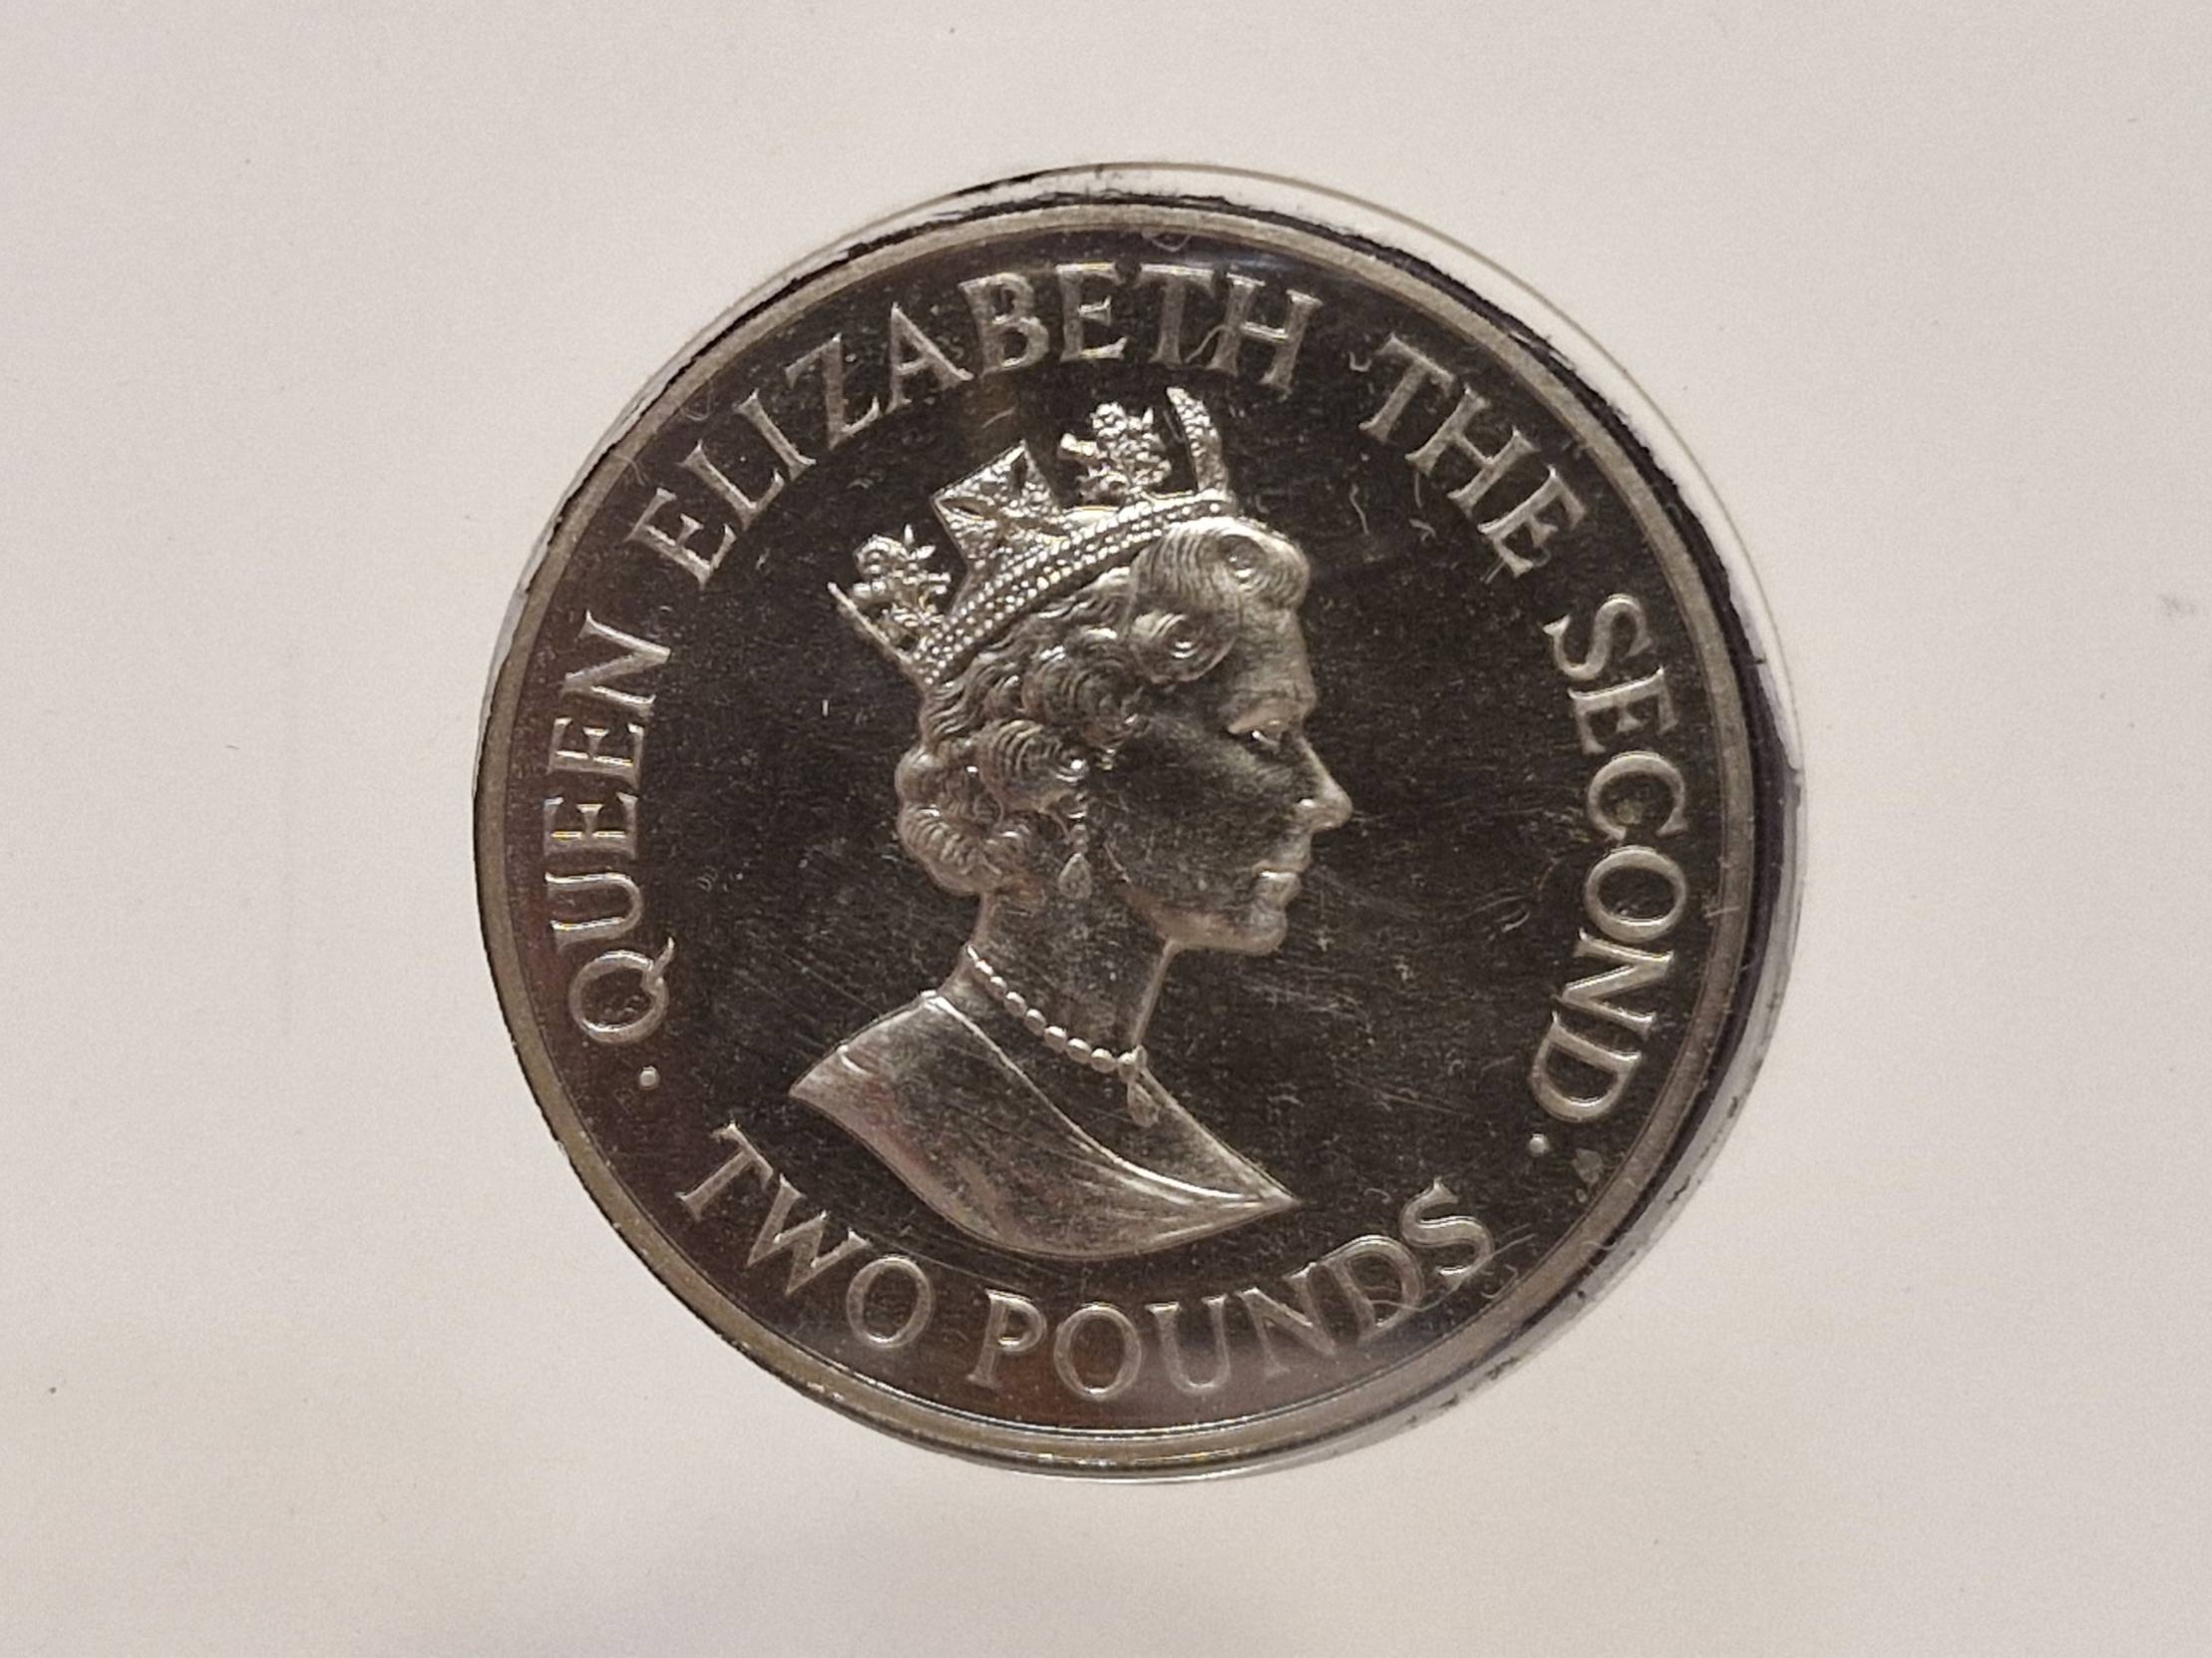 · QUEEN ELIZABETH THE SECOND ·
TWO POUNDS